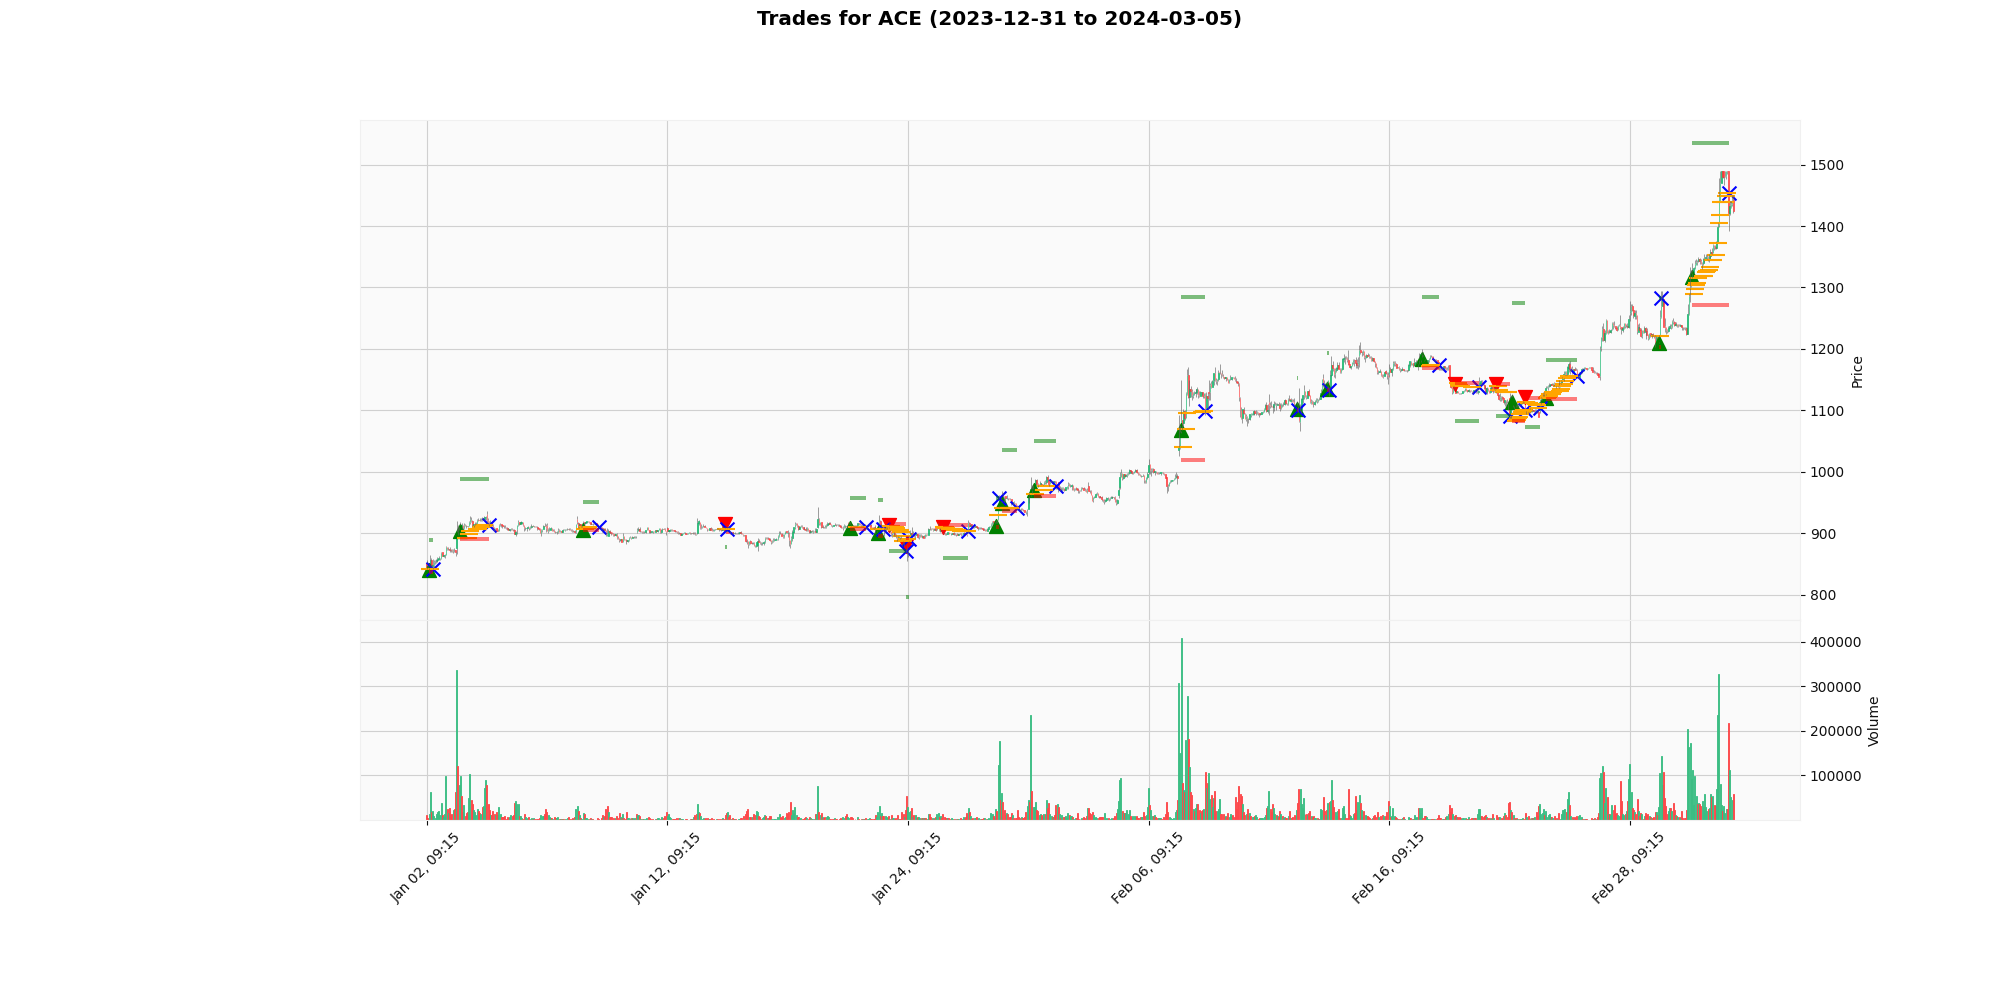 Trades for ACE (2023-12-31 to 2024-03-05)
1500
1400
1300
1200
1100
1000
900
800
Price
400000
300000
200000
100000
Volume
Jan 02, 09:15
Jan 12, 09:15
Jan 24, 09:15
Feb 06, 09:15
Feb 16, 09:15
Feb 28, 09:15